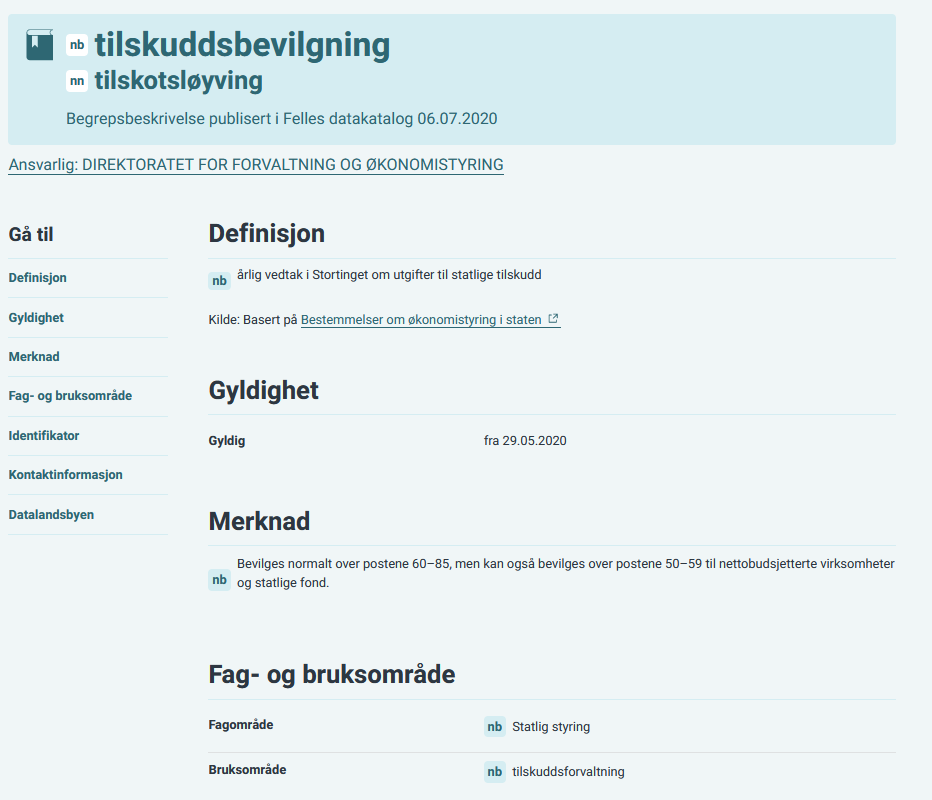 nb tilskuddsbevilgning
nn tilskotsløyving
Begrepsbeskrivelse publisert i Felles datakatalog 06.07.2020
Ansvarlig: DIREKTORATET FOR FORVALTNING OG ØKONOMISTYRING
Gå til
Definisjon
Gyldighet
Merknad
Fag- og bruksområde
Identifikator
Kontaktinformasjon
Datalandsbyen
Definisjon
nb årlig vedtak i Stortinget om utgifter til statlige tilskudd
Kilde: Basert på Bestemmelser om økonomistyring i staten
Gyldighet
Gyldig fra 29.05.2020
Merknad
nb Bevilges normalt over postene 60–85, men kan også bevilges over postene 50–59 til nettobudsjetterte virksomheter
og statlige fond.
Fag- og bruksområde
Fagområde nb Statlig styring
Bruksområde nb tilskuddsforvaltning